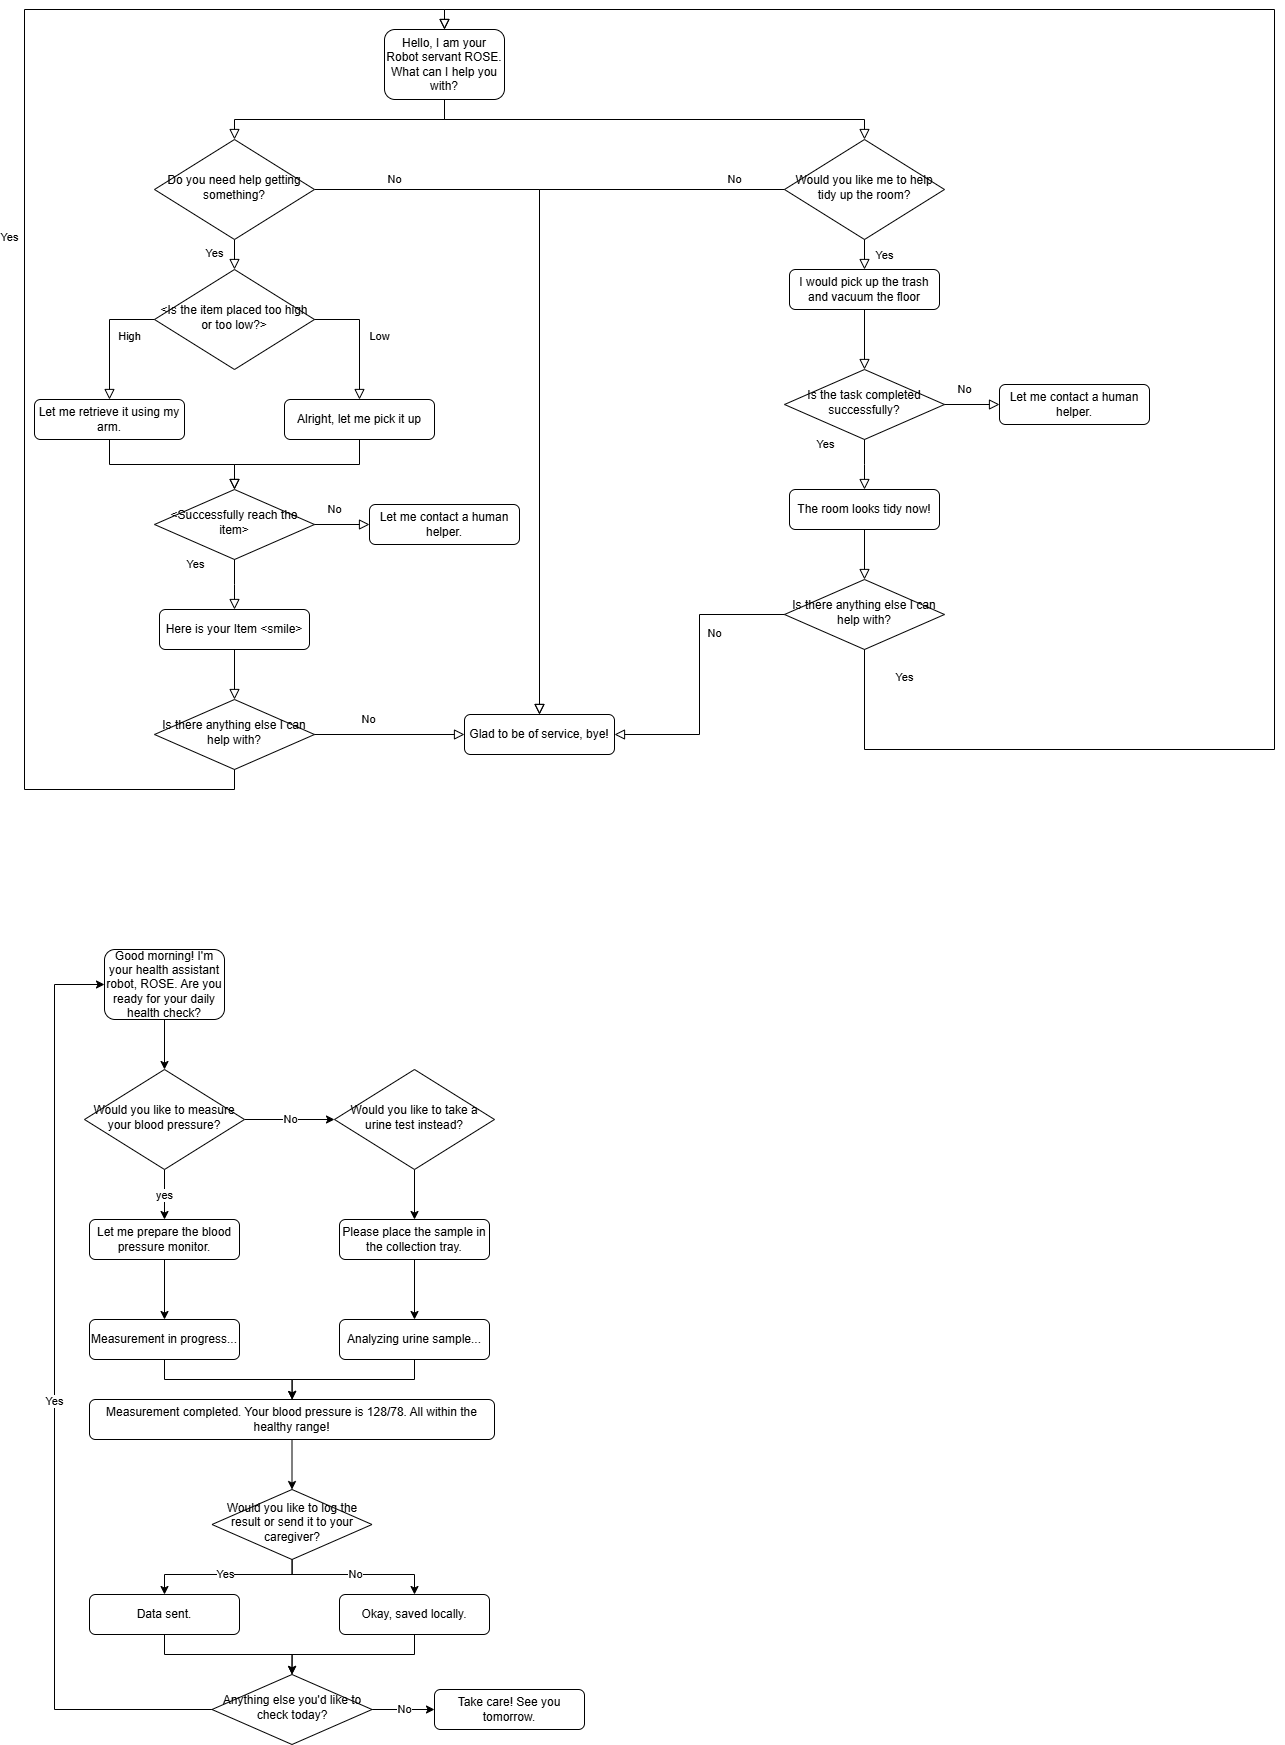 Hello, I am your
Robot servant ROSE.
What can I help you
with?
Do you need help getting
something?
No
No
Would you like me to help
tidy up the room?
Yes
Yes
Yes
I would pick up the trash
and vacuum the floor
<Is the item placed too high
or too low?>
High
Low
Is the task completed
successfully?
No
Let me contact a human
helper.
Let me retrieve it using my
arm.
Alright, let me pick it up
Yes
<Successfully reach the
item>
No
Let me contact a human
helper.
The room looks tidy now!
Yes
Here is your Item <smile>
Is there anything else I can
help with?
No
Yes
Is there anything else I can
help with?
No
Glad to be of service, bye!
Good morning! I'm
your health assistant
robot, ROSE. Are you
ready for your daily
health check?
Would you like to measure
your blood pressure?
No
Would you like to take a
urine test instead?
yes
Let me prepare the blood
pressure monitor.
Please place the sample in
the collection tray.
Measurement in progress...
Analyzing urine sample...
Yes
Measurement completed. Your blood pressure is 128/78. All within the
healthy range!
Would you like to log the
result or send it to your
caregiver?
Yes
No
Data sent.
Okay, saved locally.
Anything else you'd like to
check today?
No
Take care! See you
tomorrow.